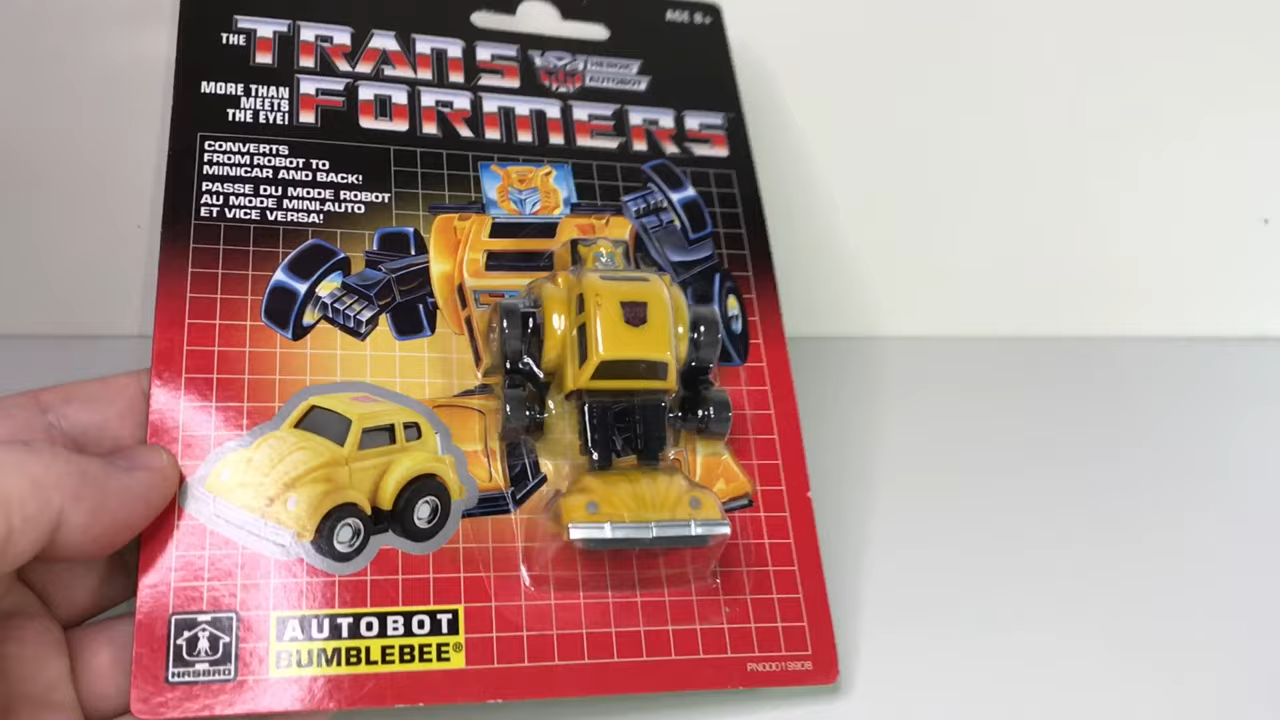 AGE 8+
THE TRANS
HEROIC
AUTOBOT
MORE THAN
MEETS
THE EYE!
FORMERS
CONVERTS
FROM ROBOT TO
MINICAR AND BACK!
PASSE DU MODE ROBOT
AU MODE MINI-AUTO
ET VICE VERSA!
HASBRO
AUTOBOT
BUMBLEBEE®
PN00019908